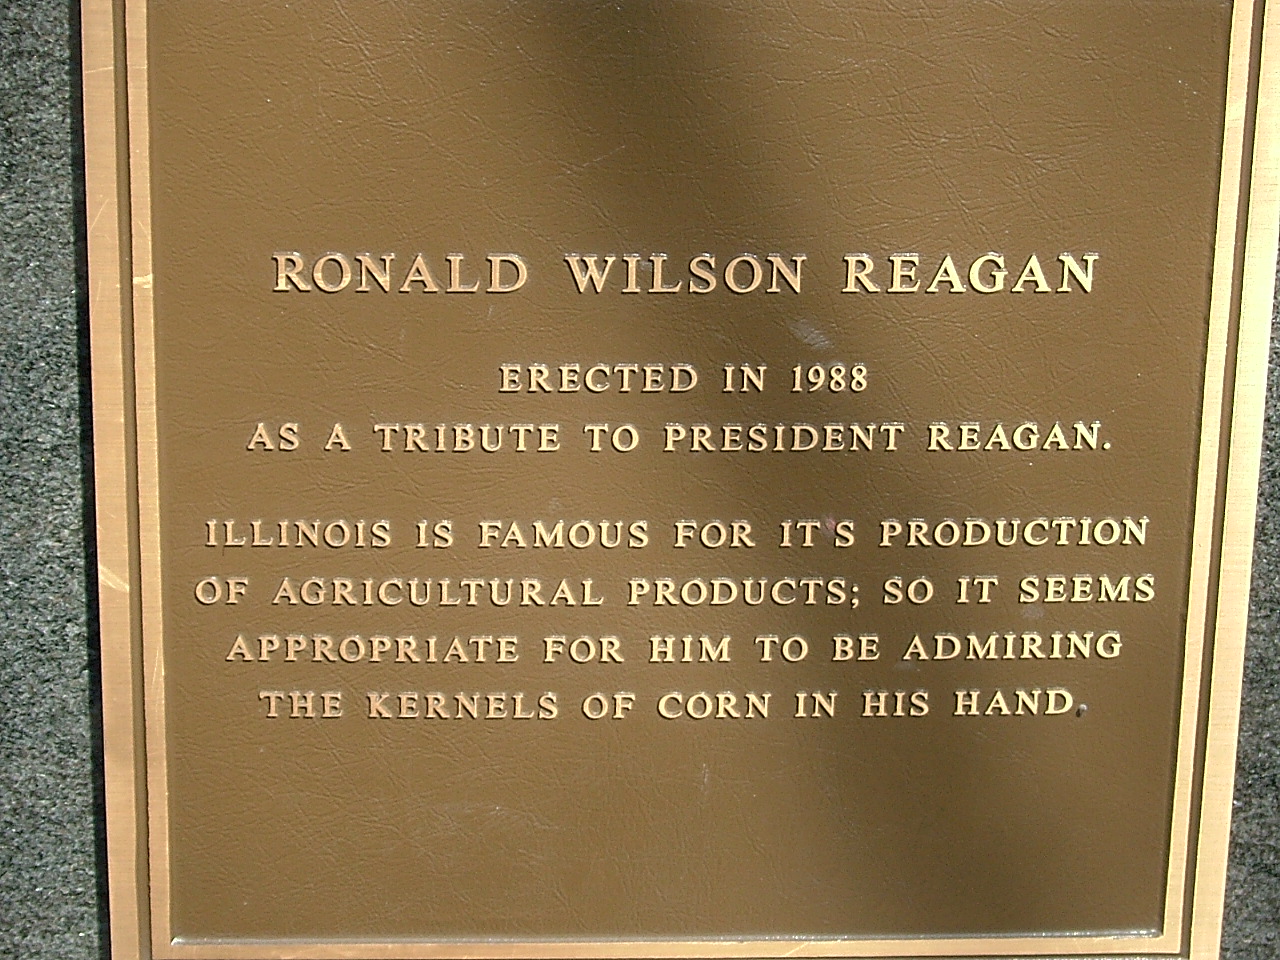 RONALD WILSON REAGAN
ERECTED IN 1988
AS A TRIBUTE TO PRESIDENT REAGAN.
ILLINOIS IS FAMOUS FOR IT'S PRODUCTION
OF AGRICULTURAL PRODUCTS; SO IT SEEMS
APPROPRIATE FOR HIM TO BE ADMIRING
THE KERNELS OF CORN IN HIS HAND.